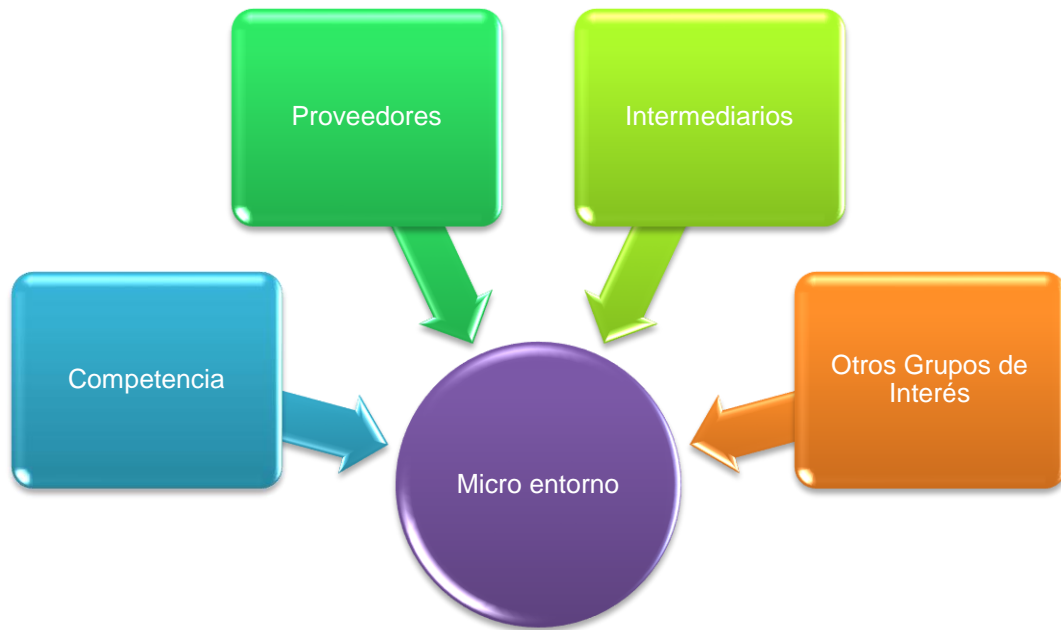 Proveedores
Intermediarios
Competencia
Otros Grupos de
Interés
Micro entorno